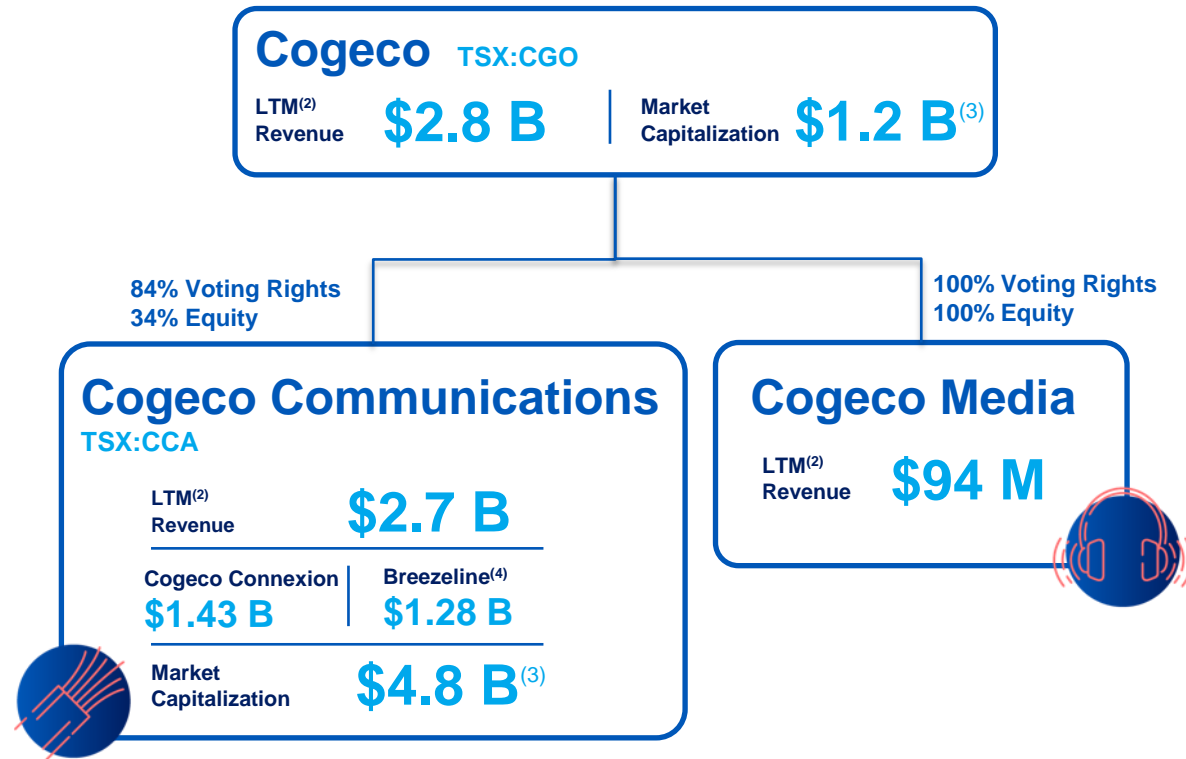 Cogeco TSX:CGO
LTM(2)
Revenue
$2.8 B
Market
Capitalization
$1.2 B(3)
84% Voting Rights
34% Equity
100% Voting Rights
100% Equity
Cogeco Communications
TSX:CCA
LTM(2)
Revenue
$2.7 B
Cogeco Connexion
$1.43 B
Breezeline(4)
$1.28 B
Market
Capitalization
$4.8 B(3)
Cogeco Media
LTM(2)
Revenue
$94 M